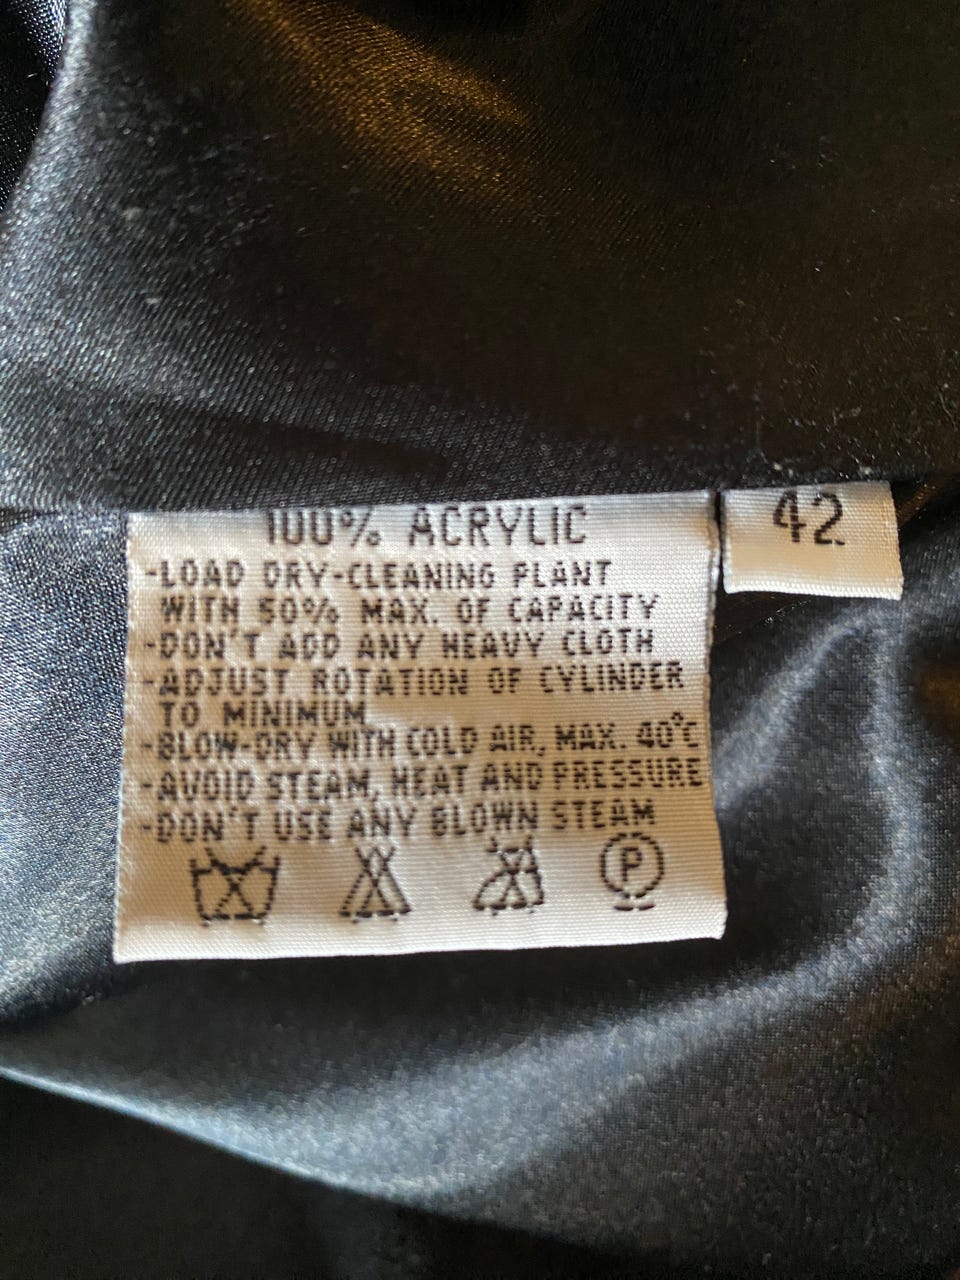 100% ACRYLIC
42
-LOAD DRY-CLEANING PLANT
WITH 50% MAX. OF CAPACITY
-DON'T ADD ANY HEAVY CLOTH
-ADJUST ROTATION OF CYLINDER
TO MINIMUM
-BLOW-DRY WITH COLD AIR, MAX. 40°C
-AVOID STEAM, HEAT AND PRESSURE
-DON'T USE ANY BLOWN STEAM
P